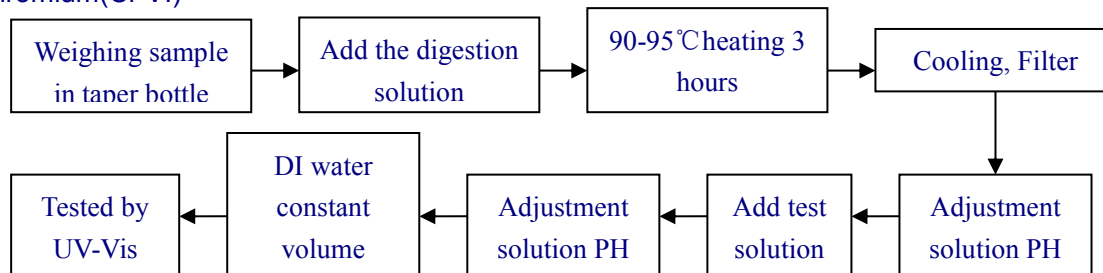 Weighing sample
in taper bottle
Add the digestion
solution
90-95℃heating 3
hours
Cooling, Filter
Tested by
UV-Vis
DI water
constant
volume
Adjustment
solution PH
Add test
solution
Adjustment
solution PH